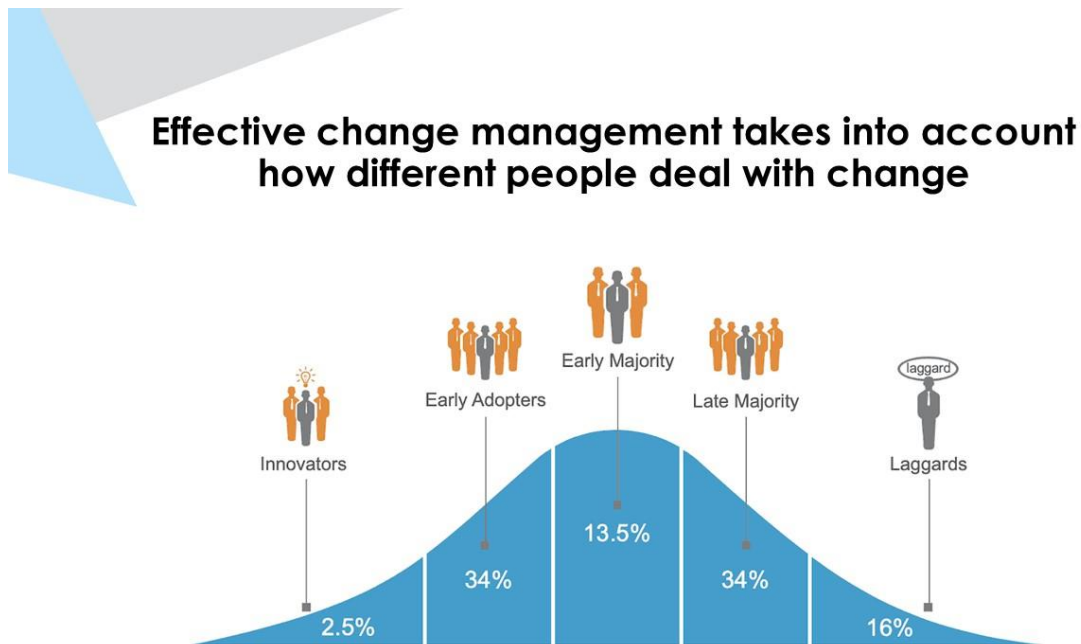 Effective change management takes into account
how different people deal with change
Innovators
Early Adopters
Early Majority
Late Majority
laggard
Laggards
2.5%
34%
13.5%
34%
16%